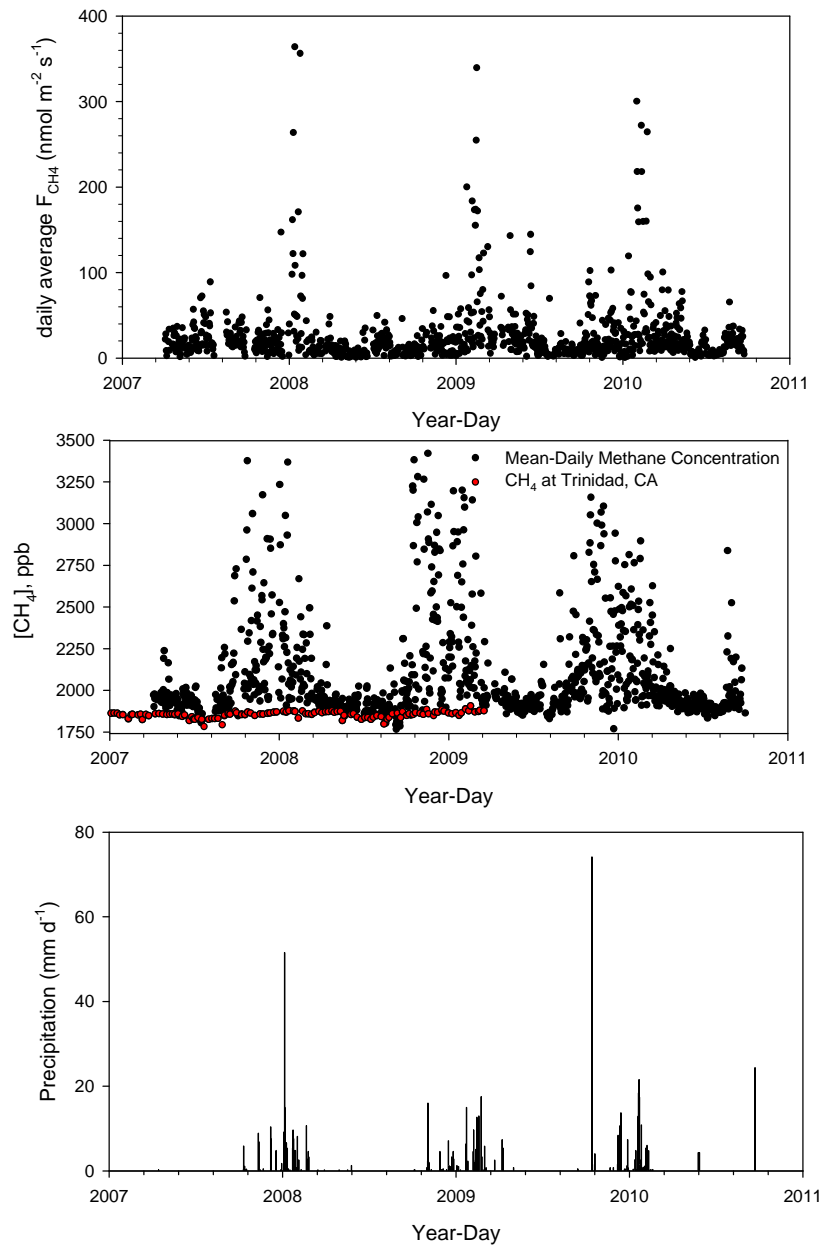 400
300
200
100
0
daily average F_CH4 (nmol m⁻² s⁻¹)
2007 2008 2009 2010 2011
Year-Day
3500
3250
3000
2750
2500
2250
2000
1750
[CH₄], ppb
Mean-Daily Methane Concentration
CH₄ at Trinidad, CA
2007 2008 2009 2010 2011
Year-Day
80
60
40
20
0
Precipitation (mm d⁻¹)
2007 2008 2009 2010 2011
Year-Day